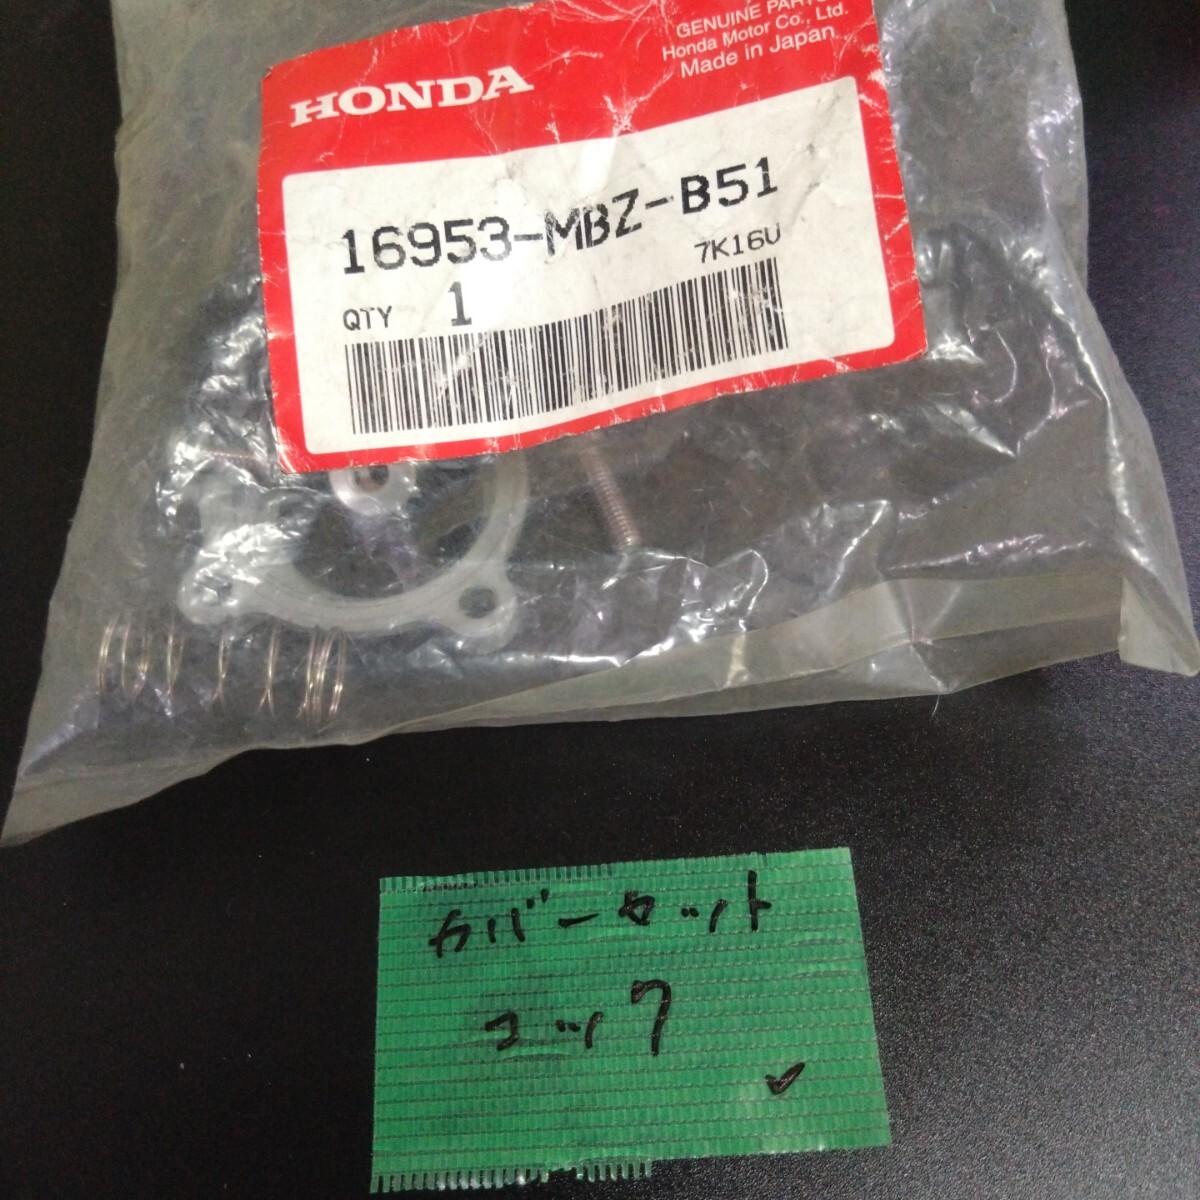 GENUINE PARTS
Honda Motor Co., Ltd.
Made in Japan
HONDA
16953-MBZ-B51
7K16U
QTY 1
カバーセット
コック